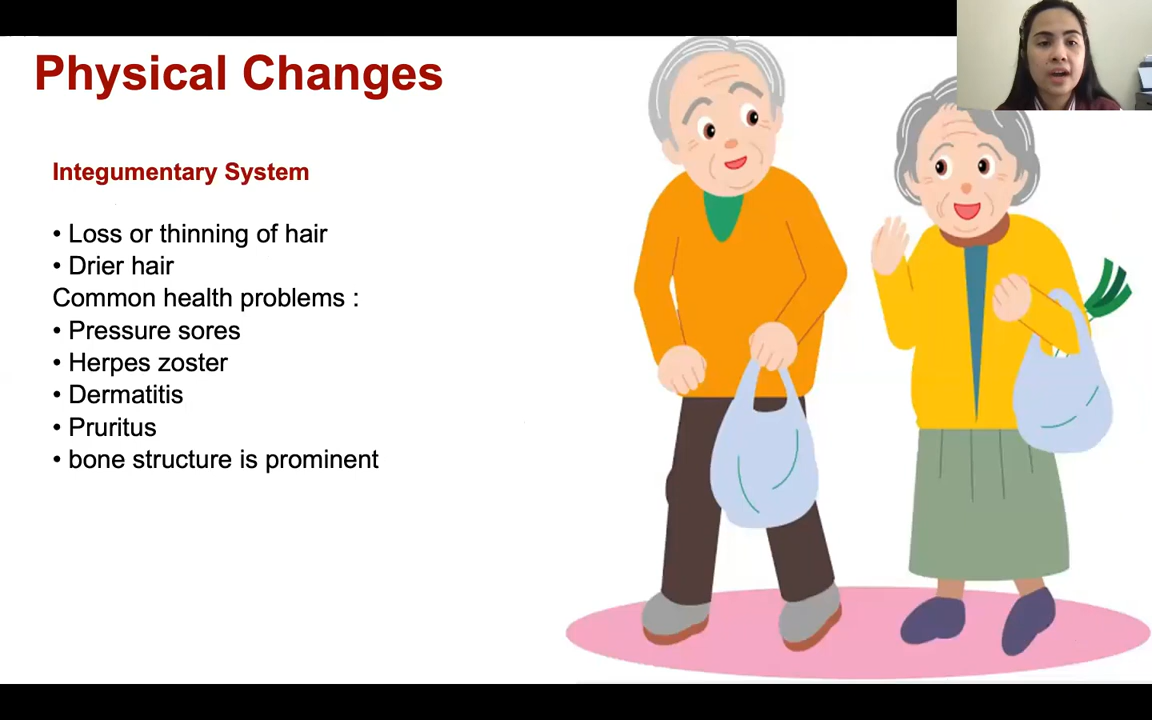 Physical Changes
Integumentary System
• Loss or thinning of hair
• Drier hair
Common health problems :
• Pressure sores
• Herpes zoster
• Dermatitis
• Pruritus
• bone structure is prominent